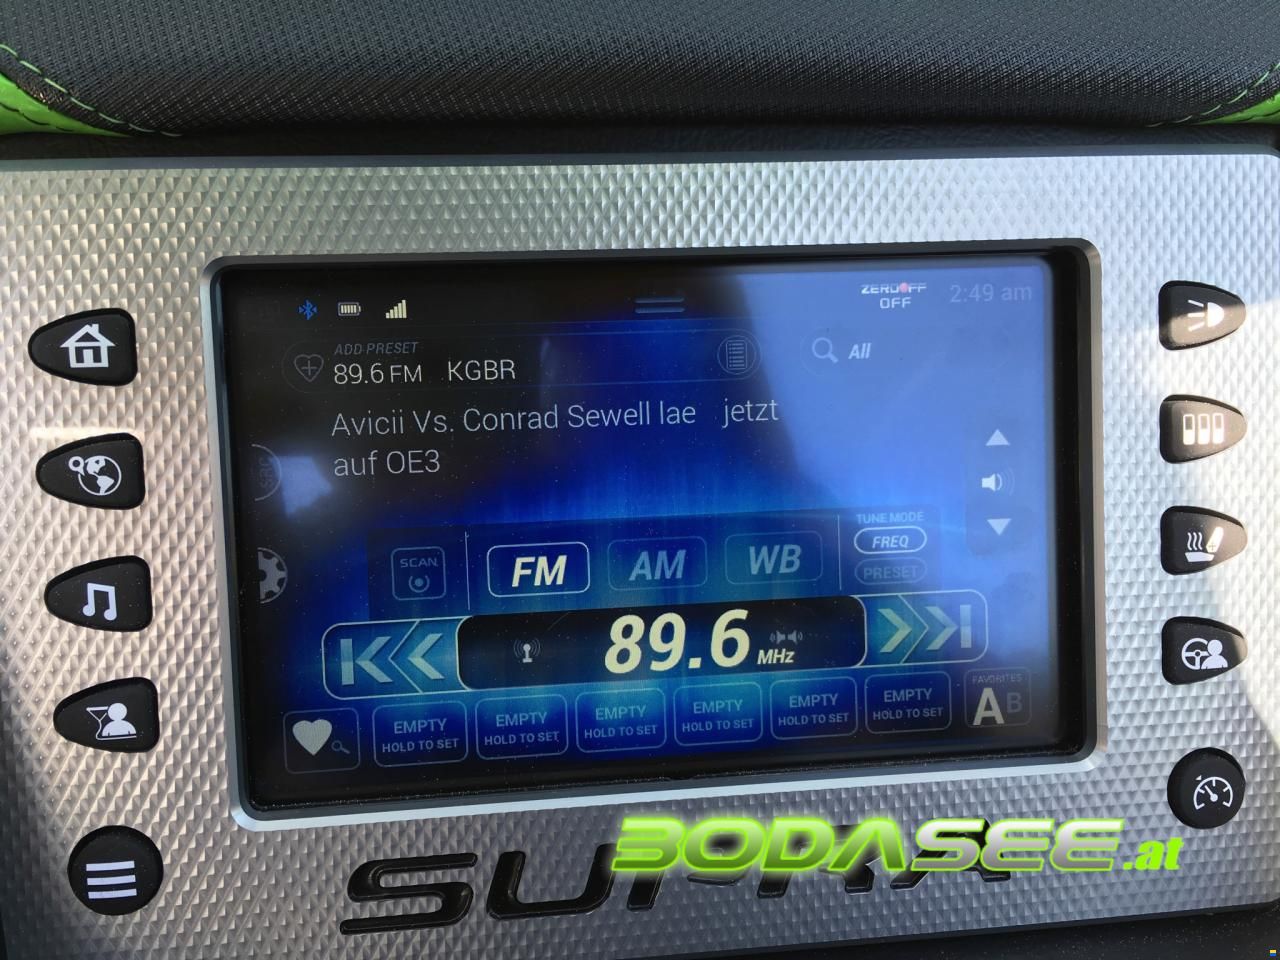 ZEROOFF
OFF
2:49 am
ADD PRESET
89.6 FM KGBR
All
Avicii Vs. Conrad Sewell lae jetzt
auf OE3
SRC
TUNE MODE
SCAN
FM
AM
WB
FREQ
PRESET
89.6 MHz
EMPTY
HOLD TO SET
EMPTY
HOLD TO SET
EMPTY
HOLD TO SET
EMPTY
HOLD TO SET
EMPTY
HOLD TO SET
EMPTY
HOLD TO SET
FAVORITES
AB
BODASEE.at
SUPRA